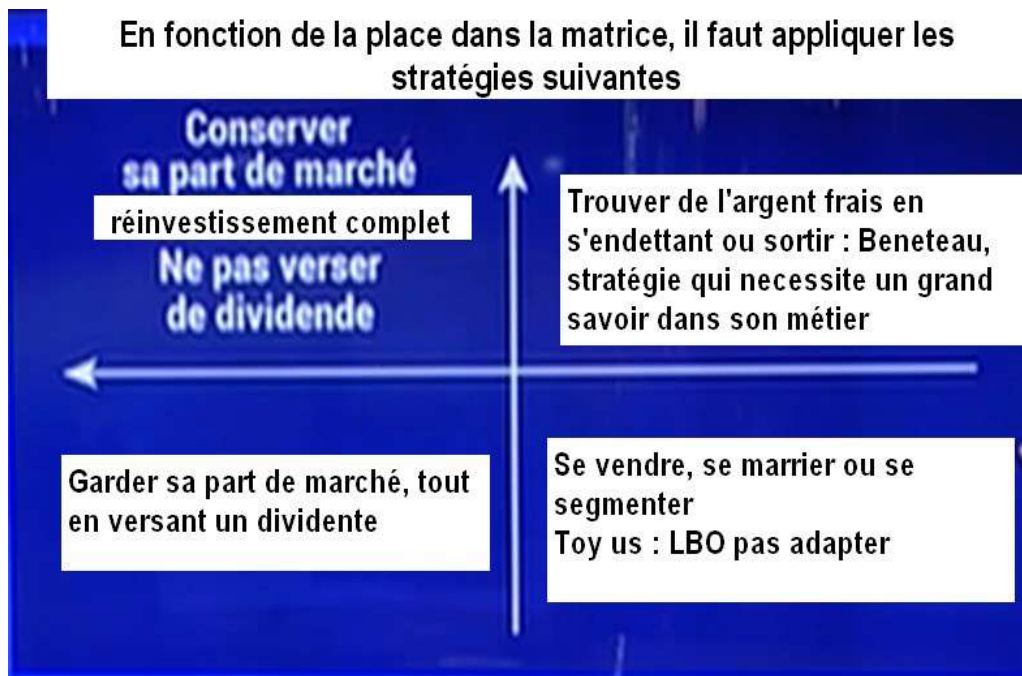 En fonction de la place dans la matrice, il faut appliquer les
stratégies suivantes
Conserver
sa part de marché
réinvestissement complet
Ne pas verser
de dividende
Trouver de l'argent frais en
s'endettant ou sortir : Beneteau,
stratégie qui necessite un grand
savoir dans son métier
Garder sa part de marché, tout
en versant un dividente
Se vendre, se marrier ou se
segmenter
Toy us : LBO pas adapter